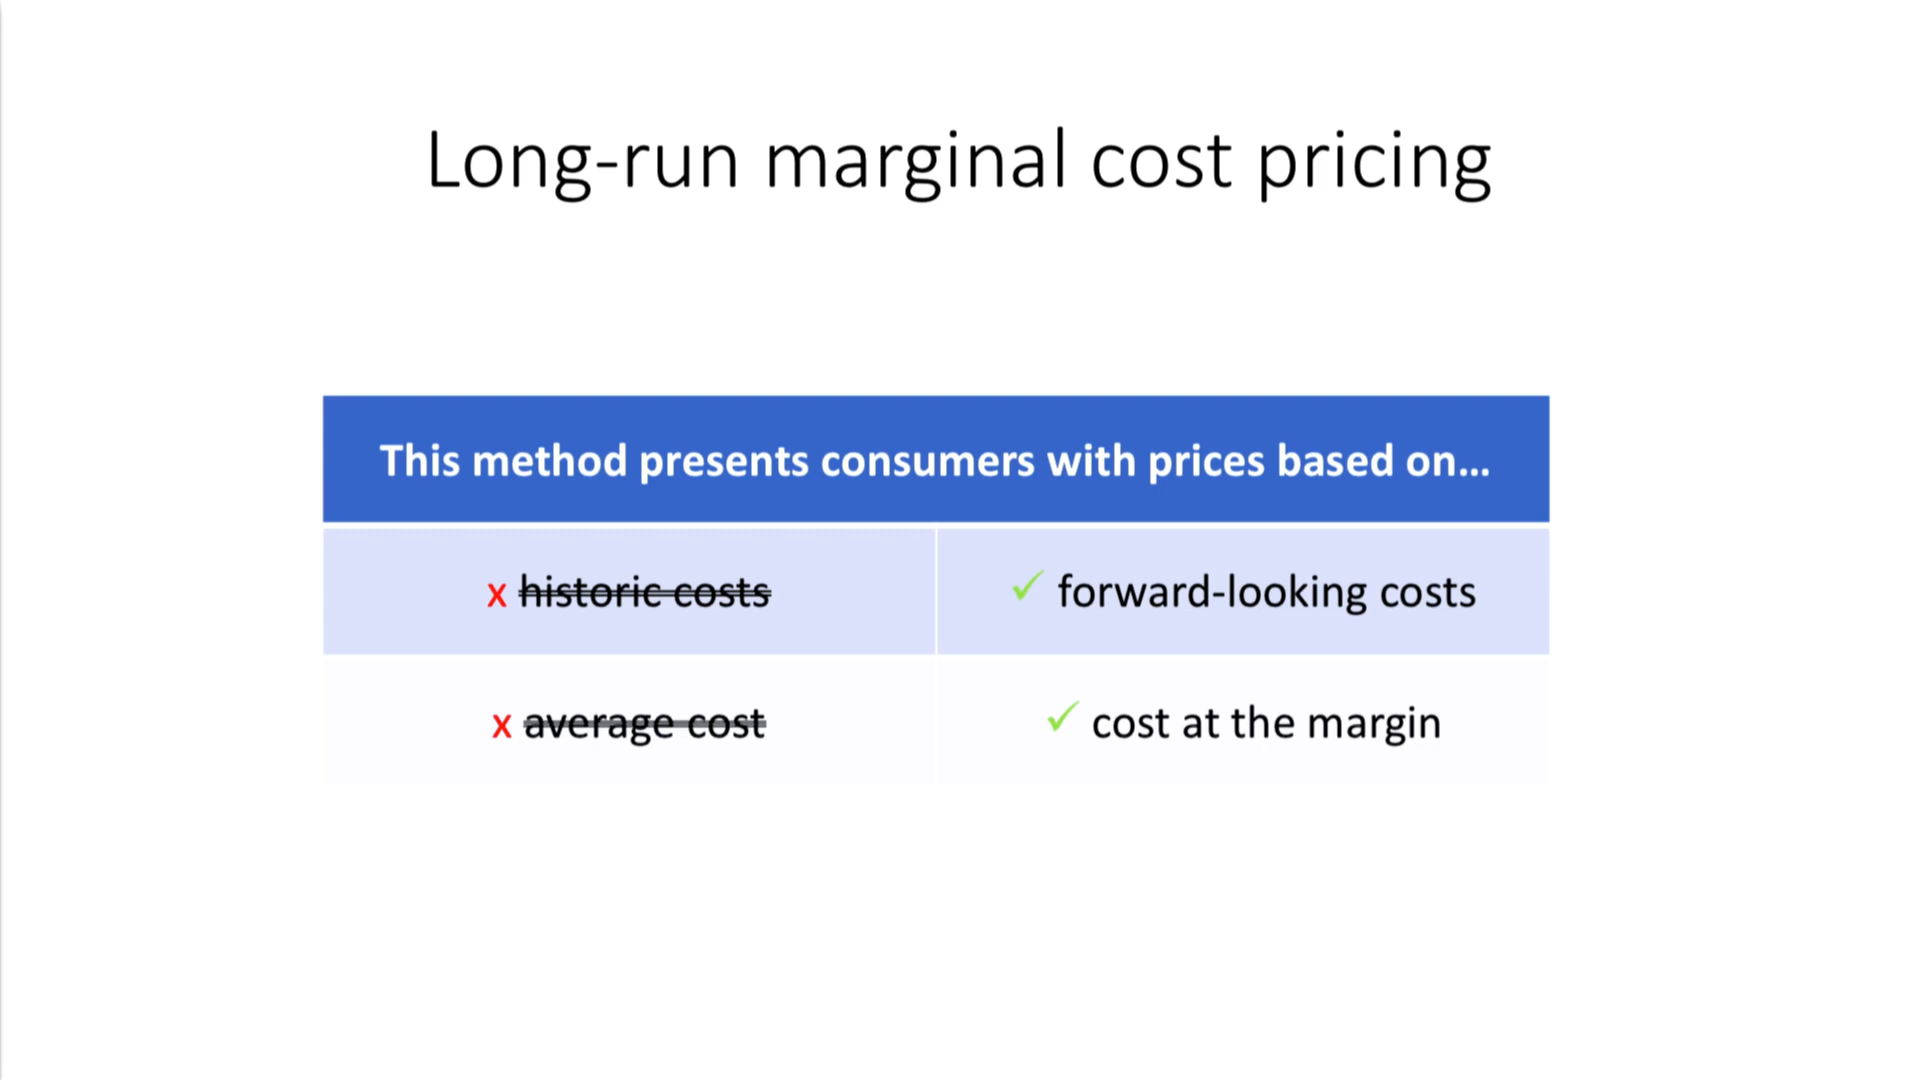 Long-run marginal cost pricing
This method presents consumers with prices based on...
x historic costs
✓ forward-looking costs
x average cost
✓ cost at the margin